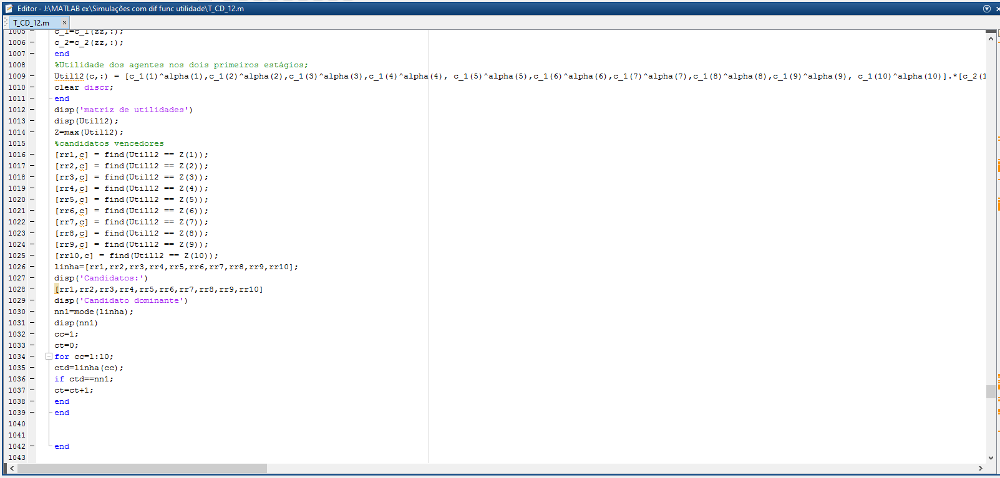 Editor - J:\MATLAB ex\Simulações com dif func utilidade\T_CD_12.m
T_CD_12.m ×
1005 – c_1=c_1(zz,:);
1006 – c_2=c_2(zz,:);
1007 – end
1008 %Utilidade dos agentes nos dois primeiros estágios;
1009 – Util12(c,:) = [c_1(1)^alpha(1),c_1(2)^alpha(2),c_1(3)^alpha(3),c_1(4)^alpha(4), c_1(5)^alpha(5),c_1(6)^alpha(6),c_1(7)^alpha(7),c_1(8)^alpha(8),c_1(9)^alpha(9), c_1(10)^alpha(10)].*[c_2(1
1010 – clear discr;
1011 – end
1012 – disp('matriz de utilidades')
1013 – disp(Util12);
1014 – Z=max(Util12);
1015 %candidatos vencedores
1016 – [rr1,c] = find(Util12 == Z(1));
1017 – [rr2,c] = find(Util12 == Z(2));
1018 – [rr3,c] = find(Util12 == Z(3));
1019 – [rr4,c] = find(Util12 == Z(4));
1020 – [rr5,c] = find(Util12 == Z(5));
1021 – [rr6,c] = find(Util12 == Z(6));
1022 – [rr7,c] = find(Util12 == Z(7));
1023 – [rr8,c] = find(Util12 == Z(8));
1024 – [rr9,c] = find(Util12 == Z(9));
1025 – [rr10,c] = find(Util12 == Z(10));
1026 – linha=[rr1,rr2,rr3,rr4,rr5,rr6,rr7,rr8,rr9,rr10];
1027 – disp('Candidatos:')
1028 – [rr1,rr2,rr3,rr4,rr5,rr6,rr7,rr8,rr9,rr10]
1029 – disp('Candidato dominante')
1030 – nn1=mode(linha);
1031 – disp(nn1)
1032 – cc=1;
1033 – ct=0;
1034 – for cc=1:10;
1035 – ctd=linha(cc);
1036 – if ctd==nn1;
1037 – ct=ct+1;
1038 – end
1039 – end
1040
1041
1042 – end
1043